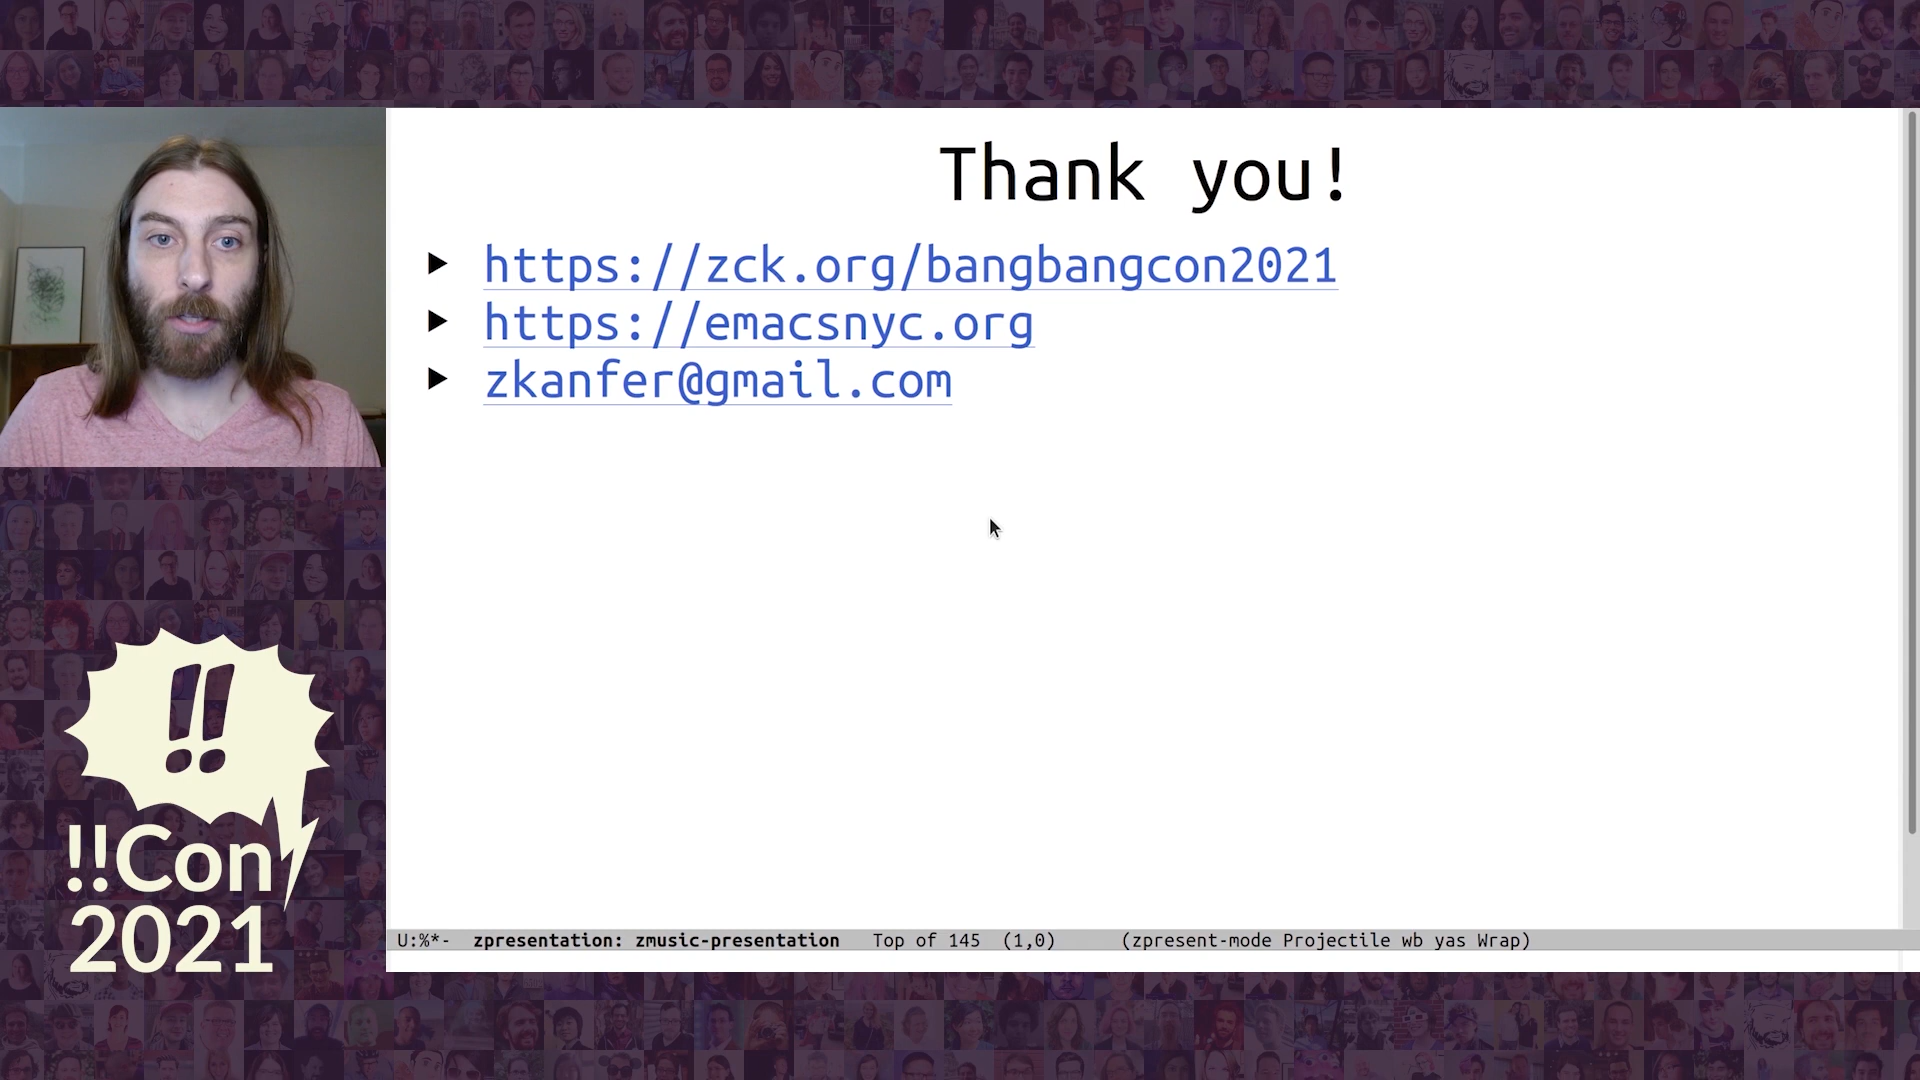 Thank you!
https://zck.org/bangbangcon2021
https://emacsnyc.org
zkanfer@gmail.com
U:%*-  zpresentation: zmusic-presentation   Top of 145  (1,0)      (zpresent-mode Projectile wb yas Wrap)
!!
!!Con
2021